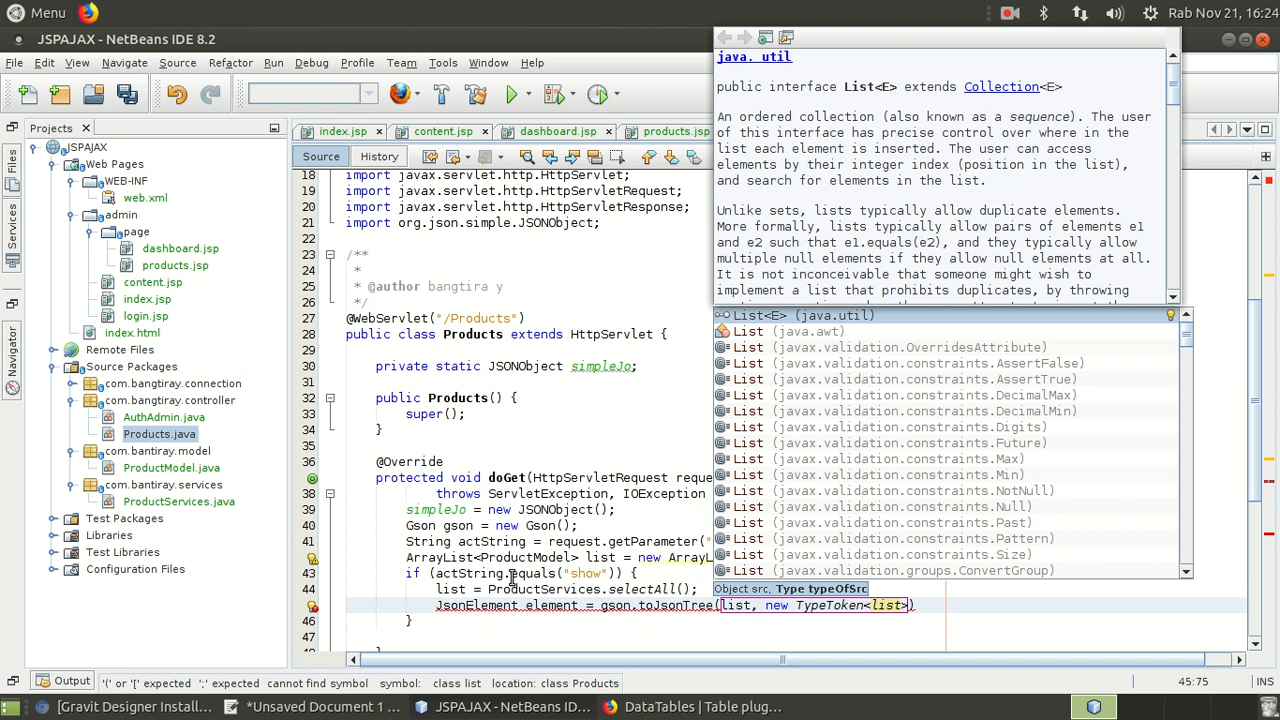 Menu
Rab Nov 21, 16:24
JSPAJAX - NetBeans IDE 8.2
File Edit View Navigate Source Refactor Run Debug Profile Team Tools Window Help
Projects
Files
Services
Navigator
JSPAJAX
Web Pages
WEB-INF
web.xml
admin
page
dashboard.jsp
products.jsp
content.jsp
index.jsp
login.jsp
index.html
Remote Files
Source Packages
com.bangtiray.connection
com.bangtiray.controller
AuthAdmin.java
Products.java
com.bantiray.model
ProductModel.java
com.bantiray.services
ProductServices.java
Test Packages
Libraries
Test Libraries
Configuration Files
index.jsp content.jsp dashboard.jsp products.jsp
Source History
18 import javax.servlet.http.HttpServlet;
19 import javax.servlet.http.HttpServletRequest;
20 import javax.servlet.http.HttpServletResponse;
21 import org.json.simple.JSONObject;
22
23 /**
24 *
25 * @author bangtira y
26 */
27 @WebServlet("/Products")
28 public class Products extends HttpServlet {
29
30 private static JSONObject simpleJo;
31
32 public Products() {
33 super();
34 }
35
36 @Override
protected void doGet(HttpServletRequest reque
38 throws ServletException, IOException
39 simpleJo = new JSONObject();
40 Gson gson = new Gson();
41 String actString = request.getParameter("
ArrayList<ProductModel> list = new ArrayL
43 if (actString.equals("show")) {
44 list = ProductServices.selectAll();
JsonElement element = gson.toJsonTree(list, new TypeToken<list>)
46 }
47
java. util
public interface List<E> extends Collection<E>
An ordered collection (also known as a sequence). The user
of this interface has precise control over where in the
list each element is inserted. The user can access
elements by their integer index (position in the list),
and search for elements in the list.
Unlike sets, lists typically allow duplicate elements.
More formally, lists typically allow pairs of elements e1
and e2 such that e1.equals(e2), and they typically allow
multiple null elements if they allow null elements at all.
It is not inconceivable that someone might wish to
implement a list that prohibits duplicates, by throwing
List<E> (java.util)
List (java.awt)
List (javax.validation.OverridesAttribute)
List (javax.validation.constraints.AssertFalse)
List (javax.validation.constraints.AssertTrue)
List (javax.validation.constraints.DecimalMax)
List (javax.validation.constraints.DecimalMin)
List (javax.validation.constraints.Digits)
List (javax.validation.constraints.Future)
List (javax.validation.constraints.Max)
List (javax.validation.constraints.Min)
List (javax.validation.constraints.NotNull)
List (javax.validation.constraints.Null)
List (javax.validation.constraints.Past)
List (javax.validation.constraints.Pattern)
List (javax.validation.constraints.Size)
List (javax.validation.groups.ConvertGroup)
Object src, Type typeOfSrc
Output
'(' or '[' expected ';' expected cannot find symbol symbol: class list location: class Products
45:75
INS
[Gravit Designer Install...
*Unsaved Document 1 ...
JSPAJAX - NetBeans ID...
DataTables | Table plug...